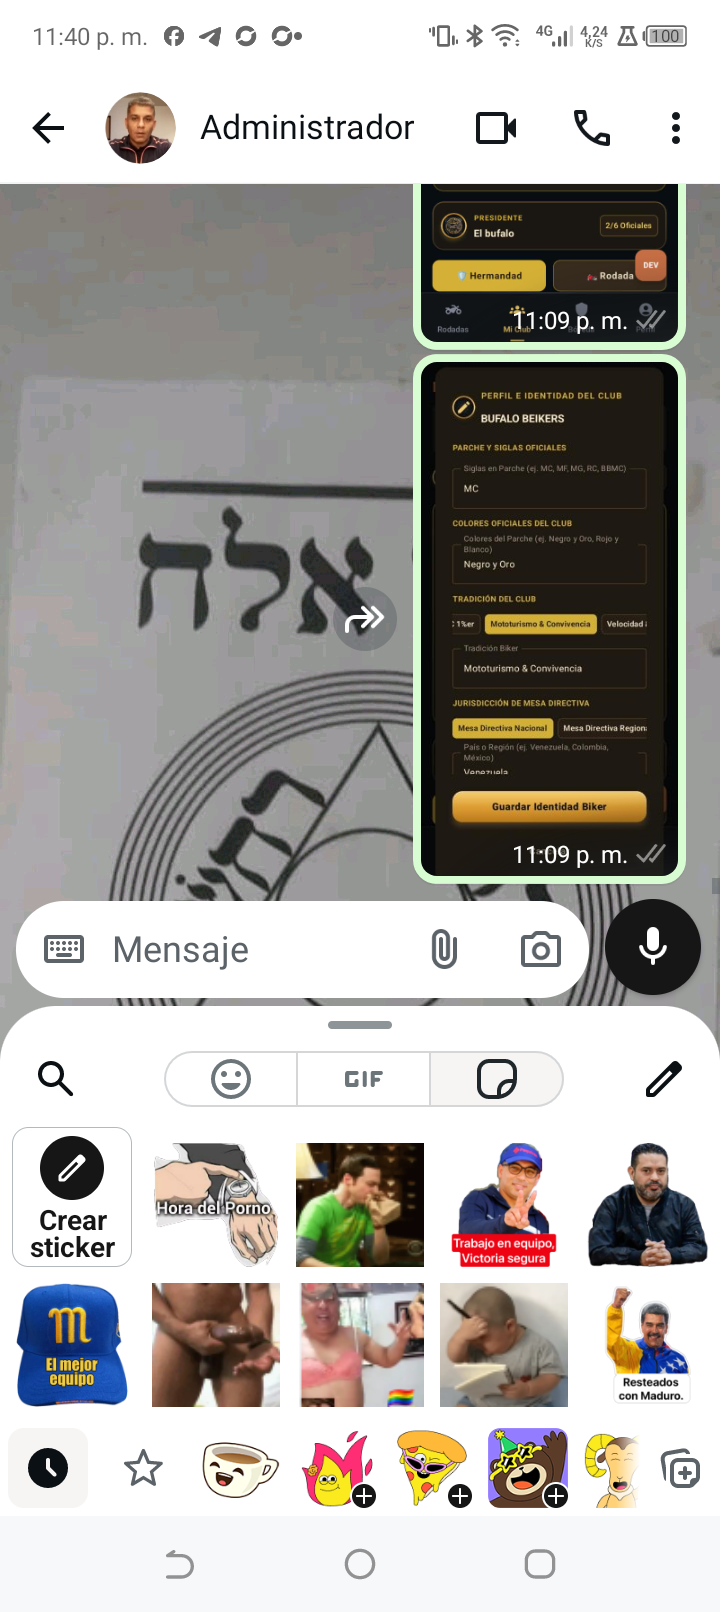 11:40 p. m.
4G
4,24
K/S
100
Administrador
PRESIDENTE
El bufalo
2/6 Oficiales
Hermandad
Rodada
DEV
Rodadas
Mi Club
11:09 p. m.
PERFIL E IDENTIDAD DEL CLUB
BUFALO BEIKERS
PARCHE Y SIGLAS OFICIALES
Siglas en Parche (ej. MC, MF, MG, RC, BBMC)
MC
COLORES OFICIALES DEL CLUB
Colores del Parche (ej. Negro y Oro, Rojo y
Blanco)
Negro y Oro
TRADICIÓN DEL CLUB
1%er
Mototurismo & Convivencia
Velocidad
Tradición Biker
Mototurismo & Convivencia
JURISDICCIÓN DE MESA DIRECTIVA
Mesa Directiva Nacional
Mesa Directiva Region
País o Región (ej. Venezuela, Colombia,
México)
Venezuela
Guardar Identidad Biker
11:09 p. m.
אלח
Mensaje
GIF
Crear
sticker
Hora del Porno
Trabajo en equipo,
Victoria segura
m
El mejor
equipo
Resteados
con Maduro.